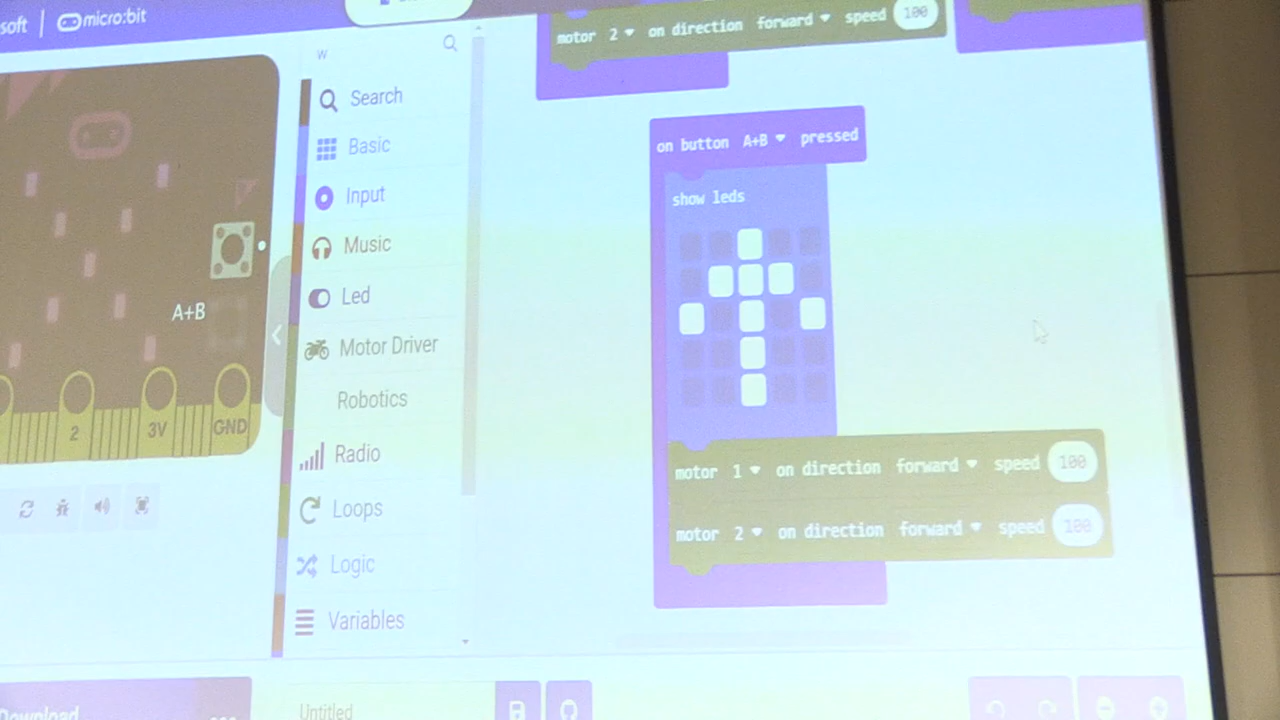 soft | micro:bit
motor 2 on direction forward speed 100
w
Search
Basic
Input
Music
Led
Motor Driver
Robotics
Radio
Loops
Logic
Variables
on button A+B pressed
show leds
motor 1 on direction forward speed 100
motor 2 on direction forward speed 100
A+B
2 3V GND
Download
Untitled